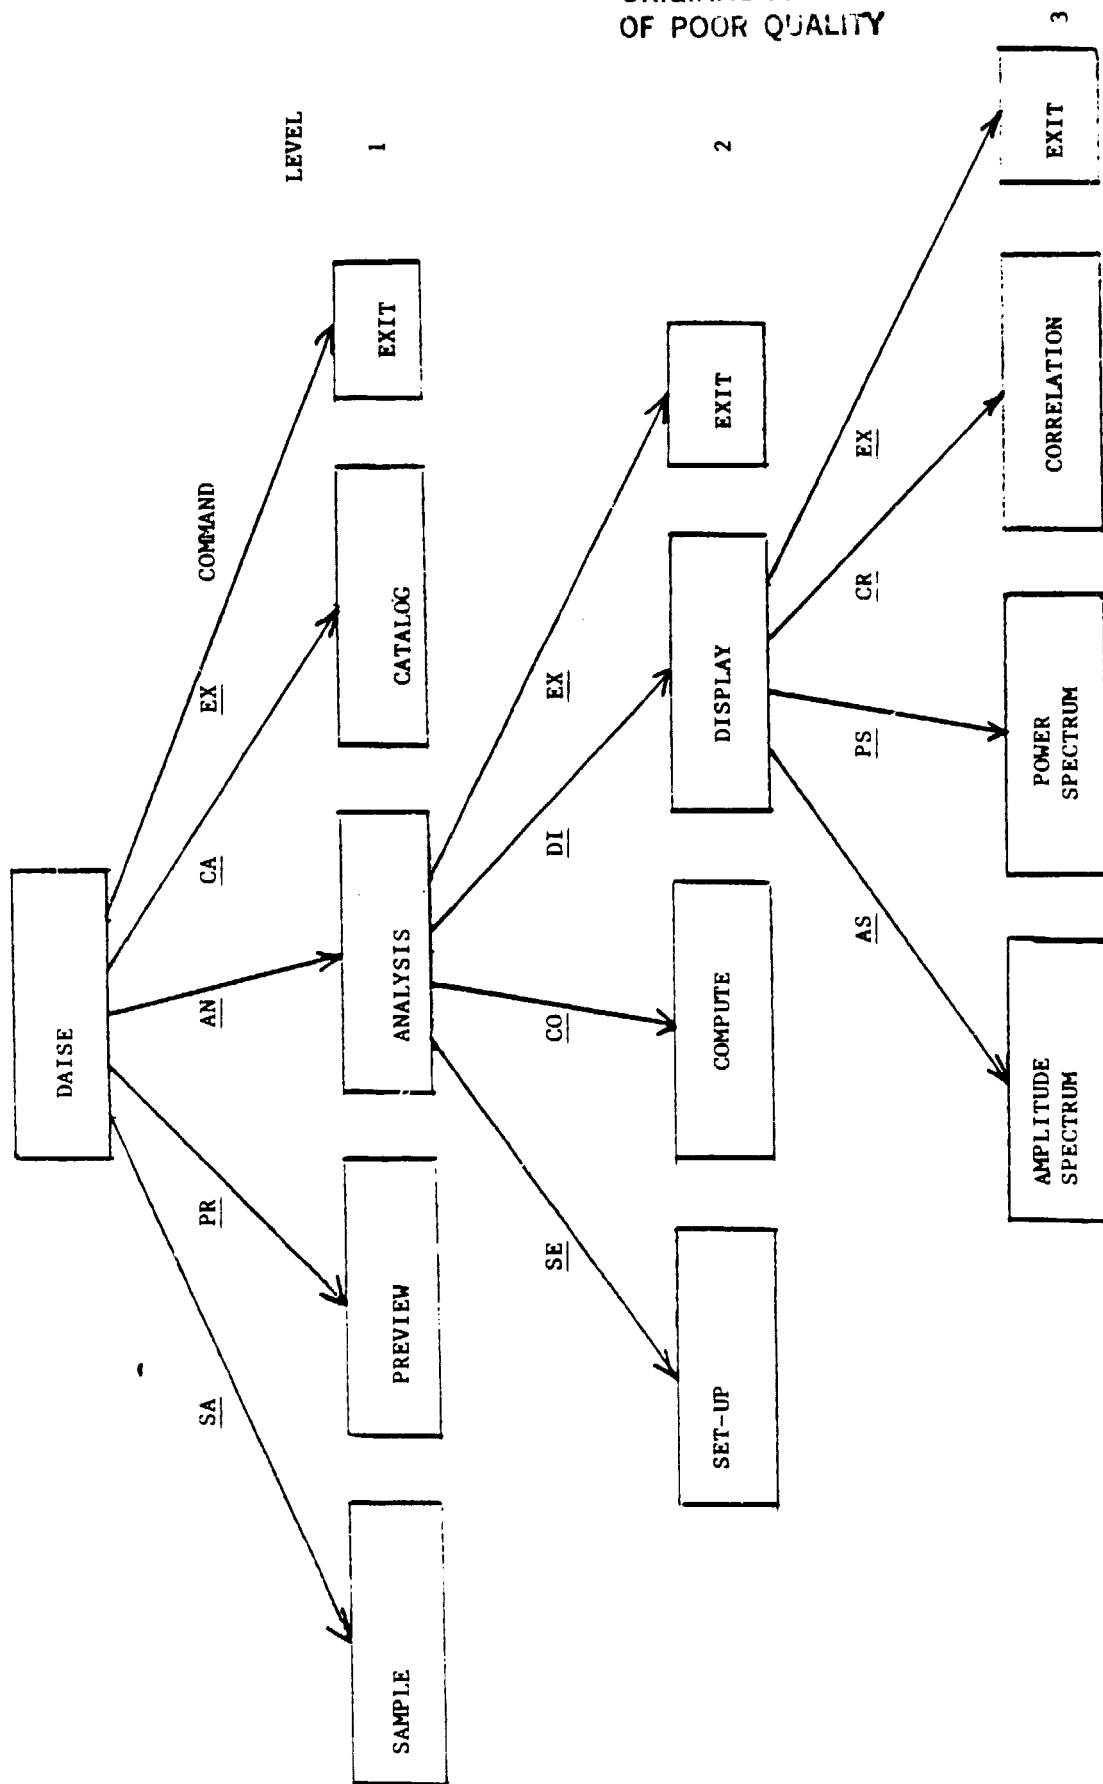 OF POOR QUALITY
DAISE
LEVEL
COMMAND
SA
PR
AN
CA
EX
SAMPLE
PREVIEW
ANALYSIS
CATALOG
EXIT
1
SE
CO
DI
EX
SET-UP
COMPUTE
DISPLAY
EXIT
2
AS
PS
CR
EX
AMPLITUDE
SPECTRUM
POWER
SPECTRUM
CORRELATION
EXIT
3